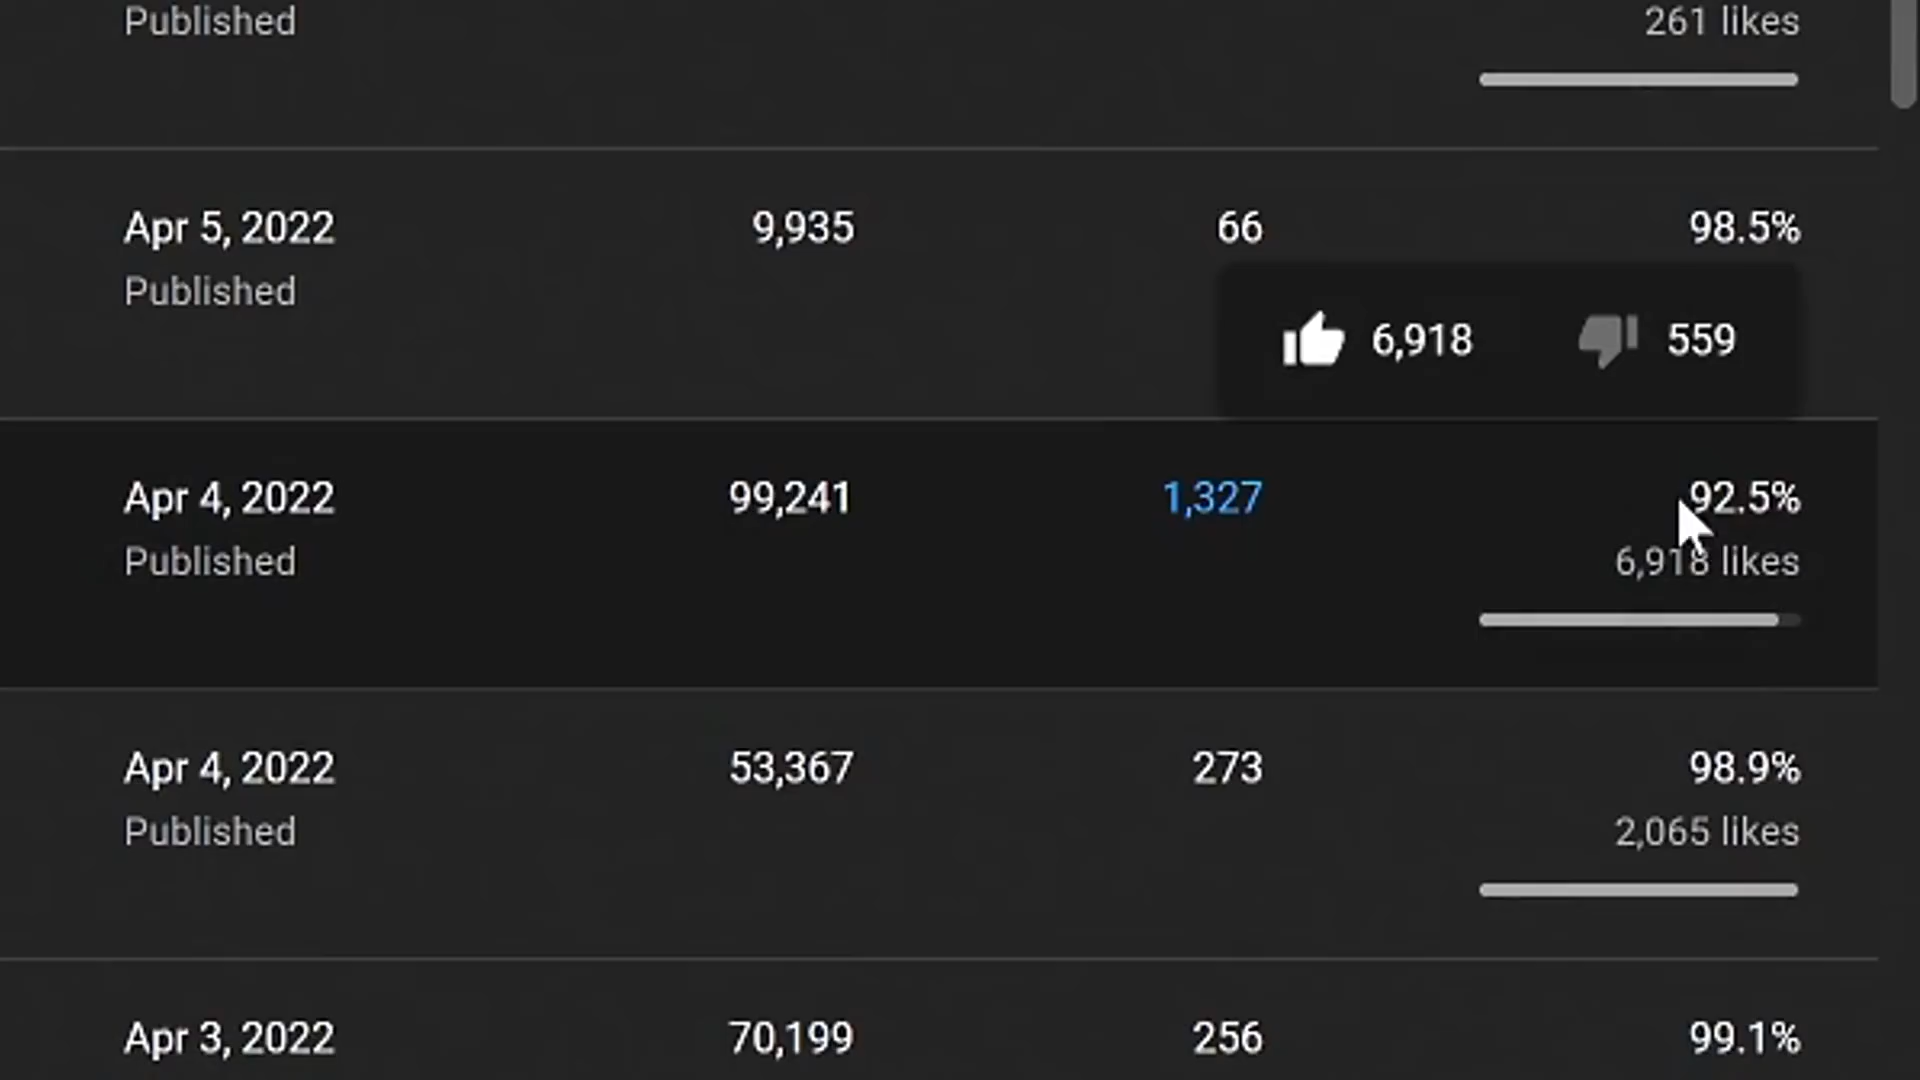 Published 261 likes
Apr 5, 2022 9,935 66 98.5%
Published
6,918 559
Apr 4, 2022 99,241 1,327 92.5%
Published 6,918 likes
Apr 4, 2022 53,367 273 98.9%
Published 2,065 likes
Apr 3, 2022 70,199 256 99.1%